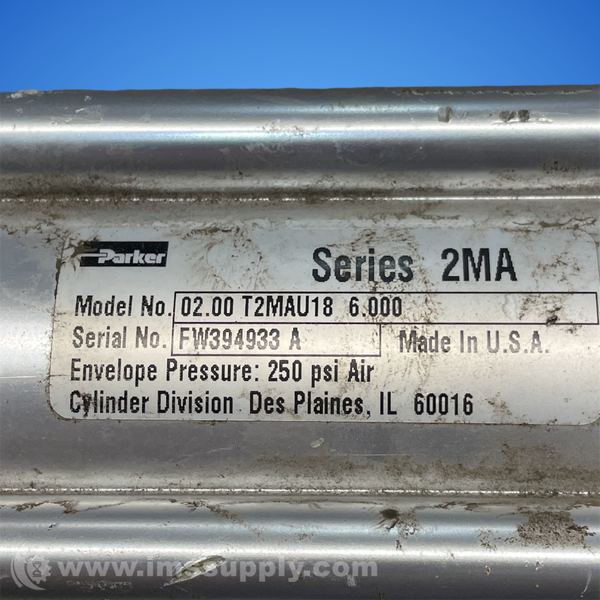 Parker
Series 2MA
Model No. 02.00 T2MAU18 6.000
Serial No. FW394933 A Made In U.S.A.
Envelope Pressure: 250 psi Air
Cylinder Division Des Plaines, IL 60016
www.imssupply.com